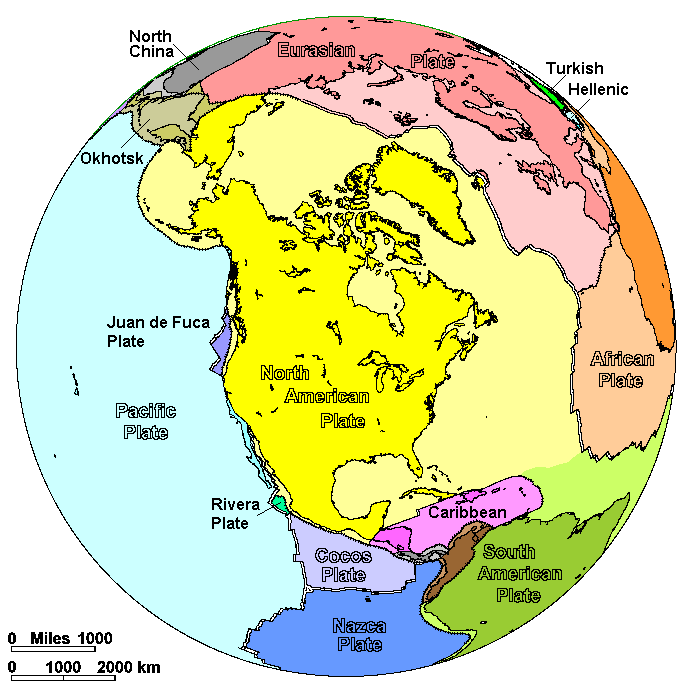 North
China
Eurasian
Plate
Turkish
Hellenic
Okhotsk
Juan de Fuca
Plate
African
Plate
North
American
Plate
Pacific
Plate
Rivera
Plate
Caribbean
Cocos
Plate
South
American
Plate
Nazca
Plate
0 Miles 1000
0 1000 2000 km